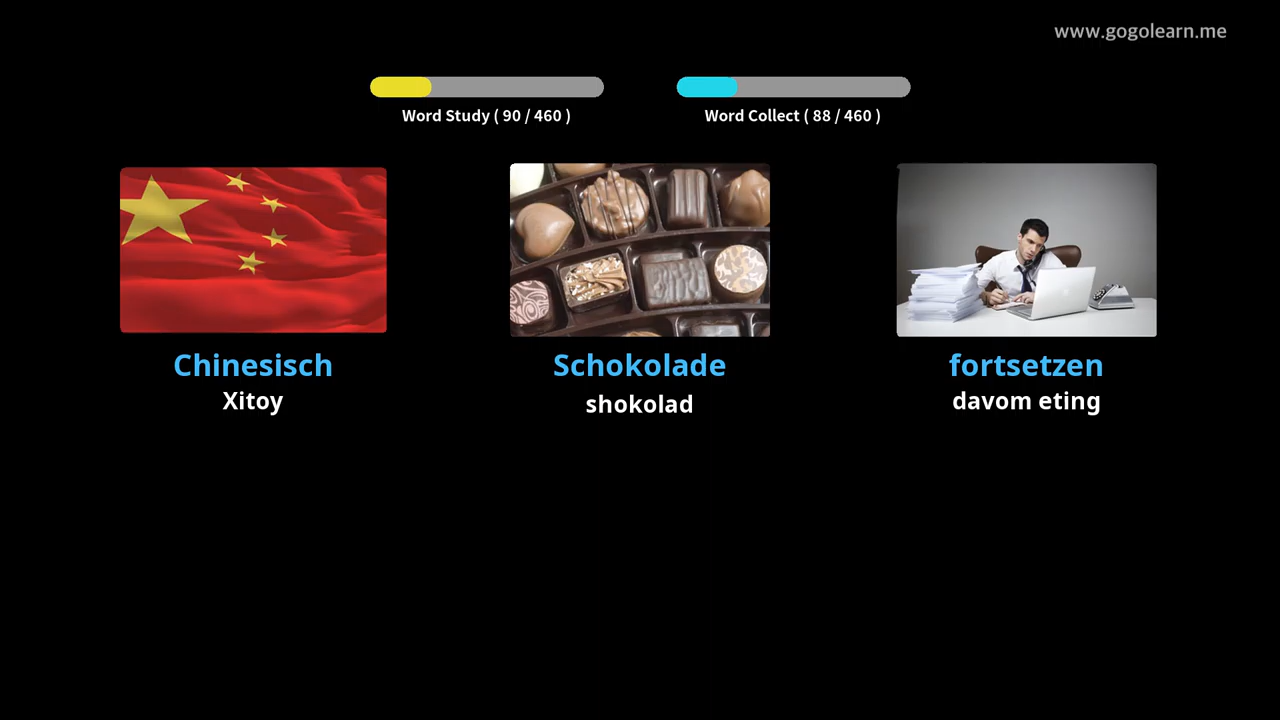 www.gogolearn.me
Word Study ( 90 / 460 )
Word Collect ( 88 / 460 )
Chinesisch
Xitoy
Schokolade
shokolad
fortsetzen
davom eting